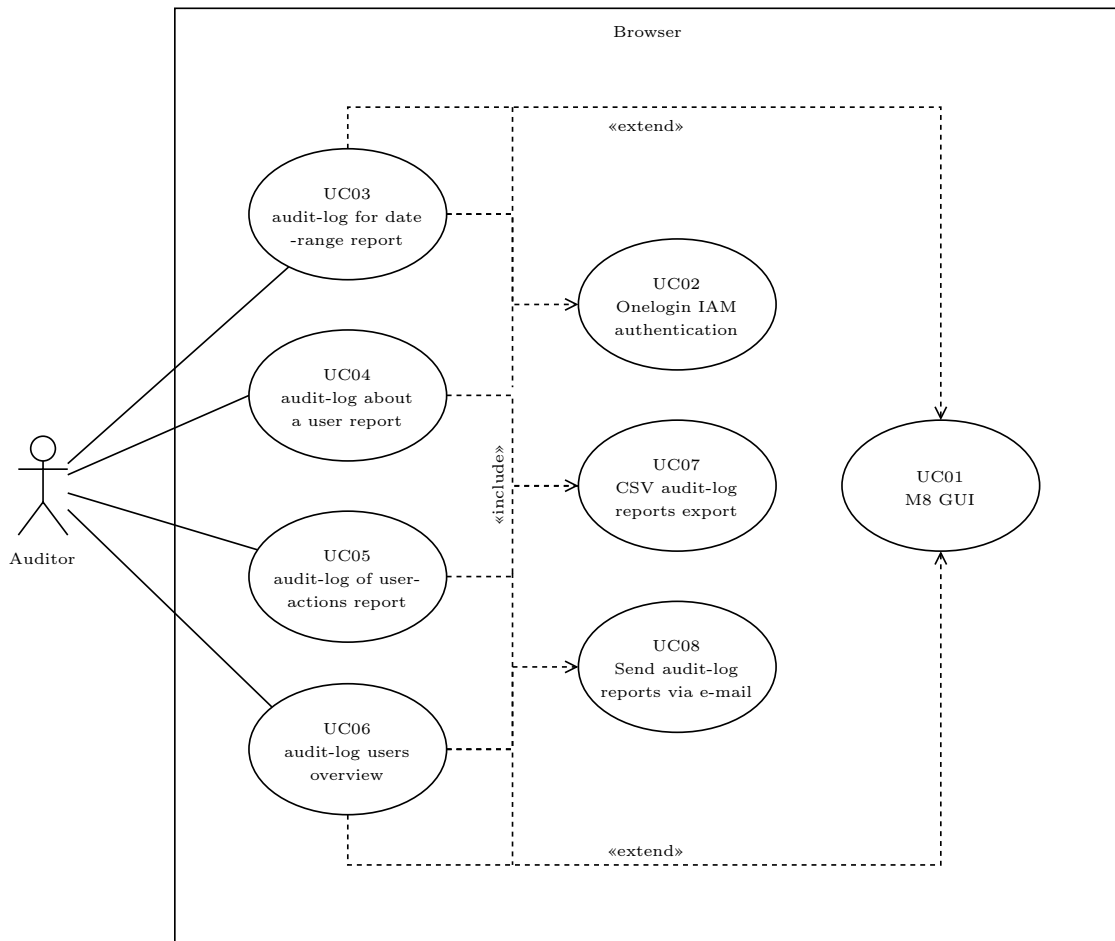 Browser
«extend»
UC03
audit-log for date
-range report
UC02
Onelogin IAM
authentication
UC04
audit-log about
a user report
«include»
UC07
CSV audit-log
reports export
UC01
M8 GUI
Auditor
UC05
audit-log of user-
actions report
UC08
Send audit-log
reports via e-mail
UC06
audit-log users
overview
«extend»